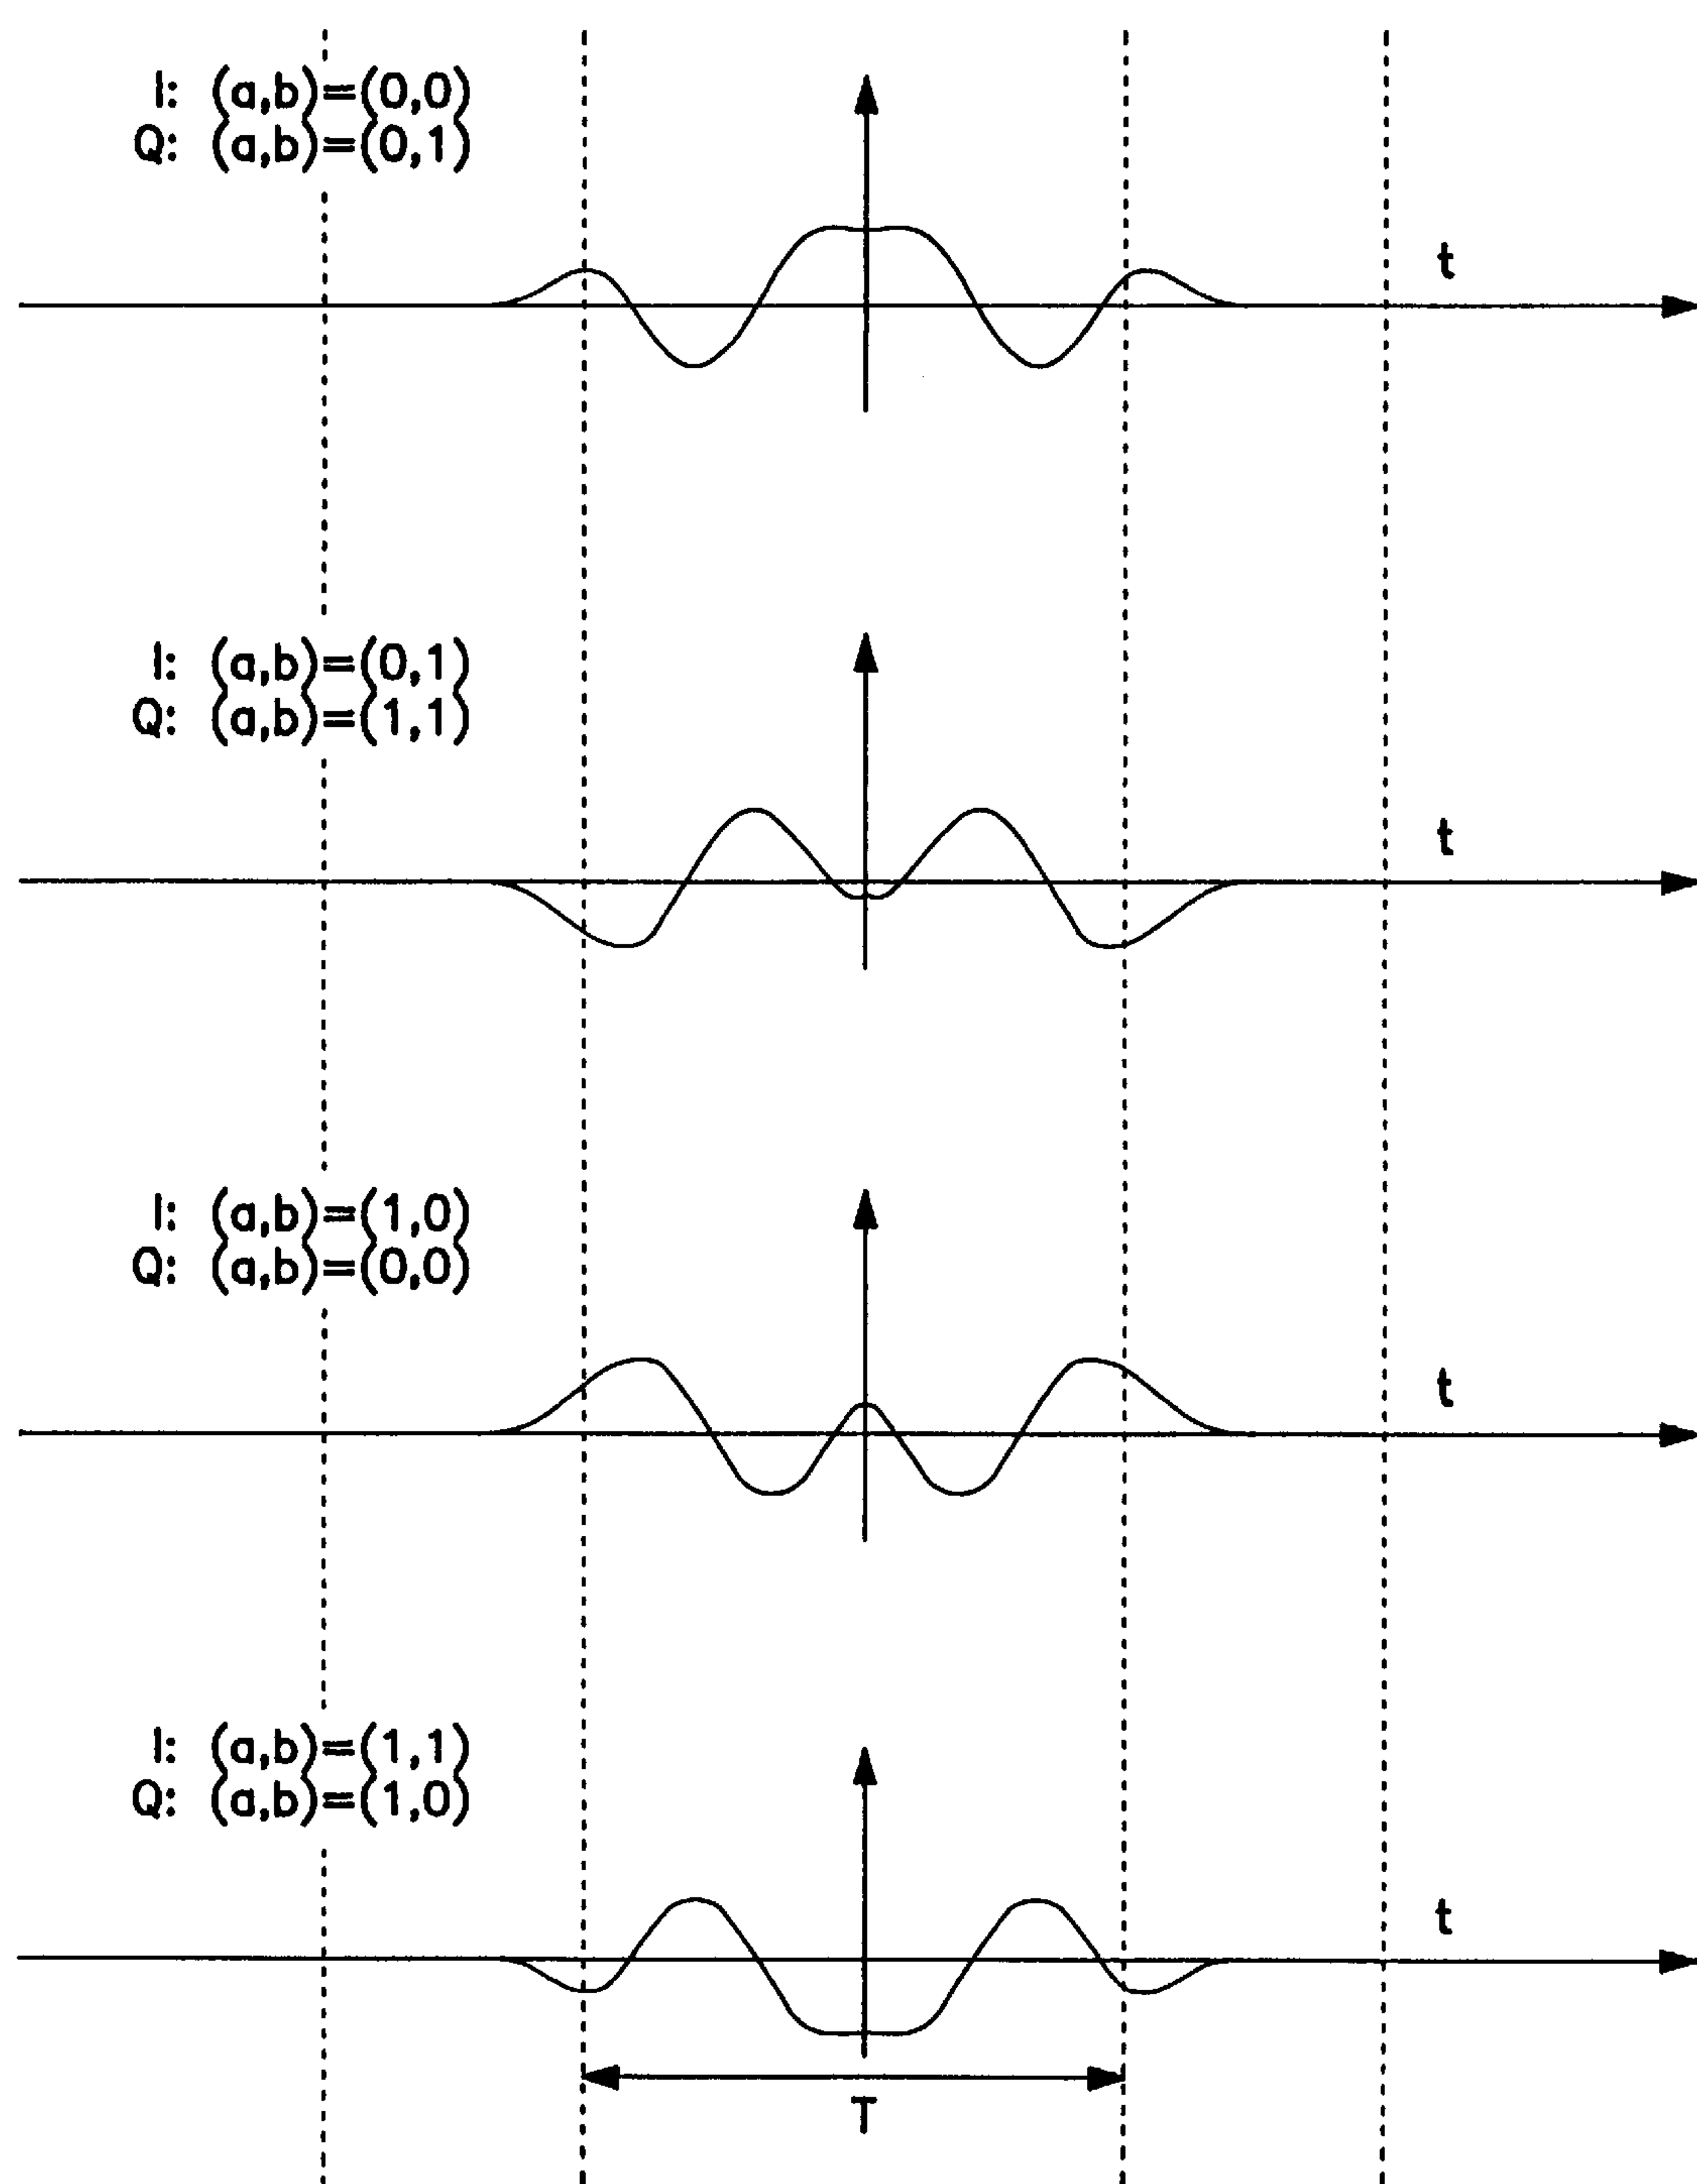 I: (a,b)=(0,0)
Q: (a,b)=(0,1)
t
I: (a,b)=(0,1)
Q: (a,b)=(1,1)
t
I: (a,b)=(1,0)
Q: (a,b)=(0,0)
t
I: (a,b)=(1,1)
Q: (a,b)=(1,0)
t
T